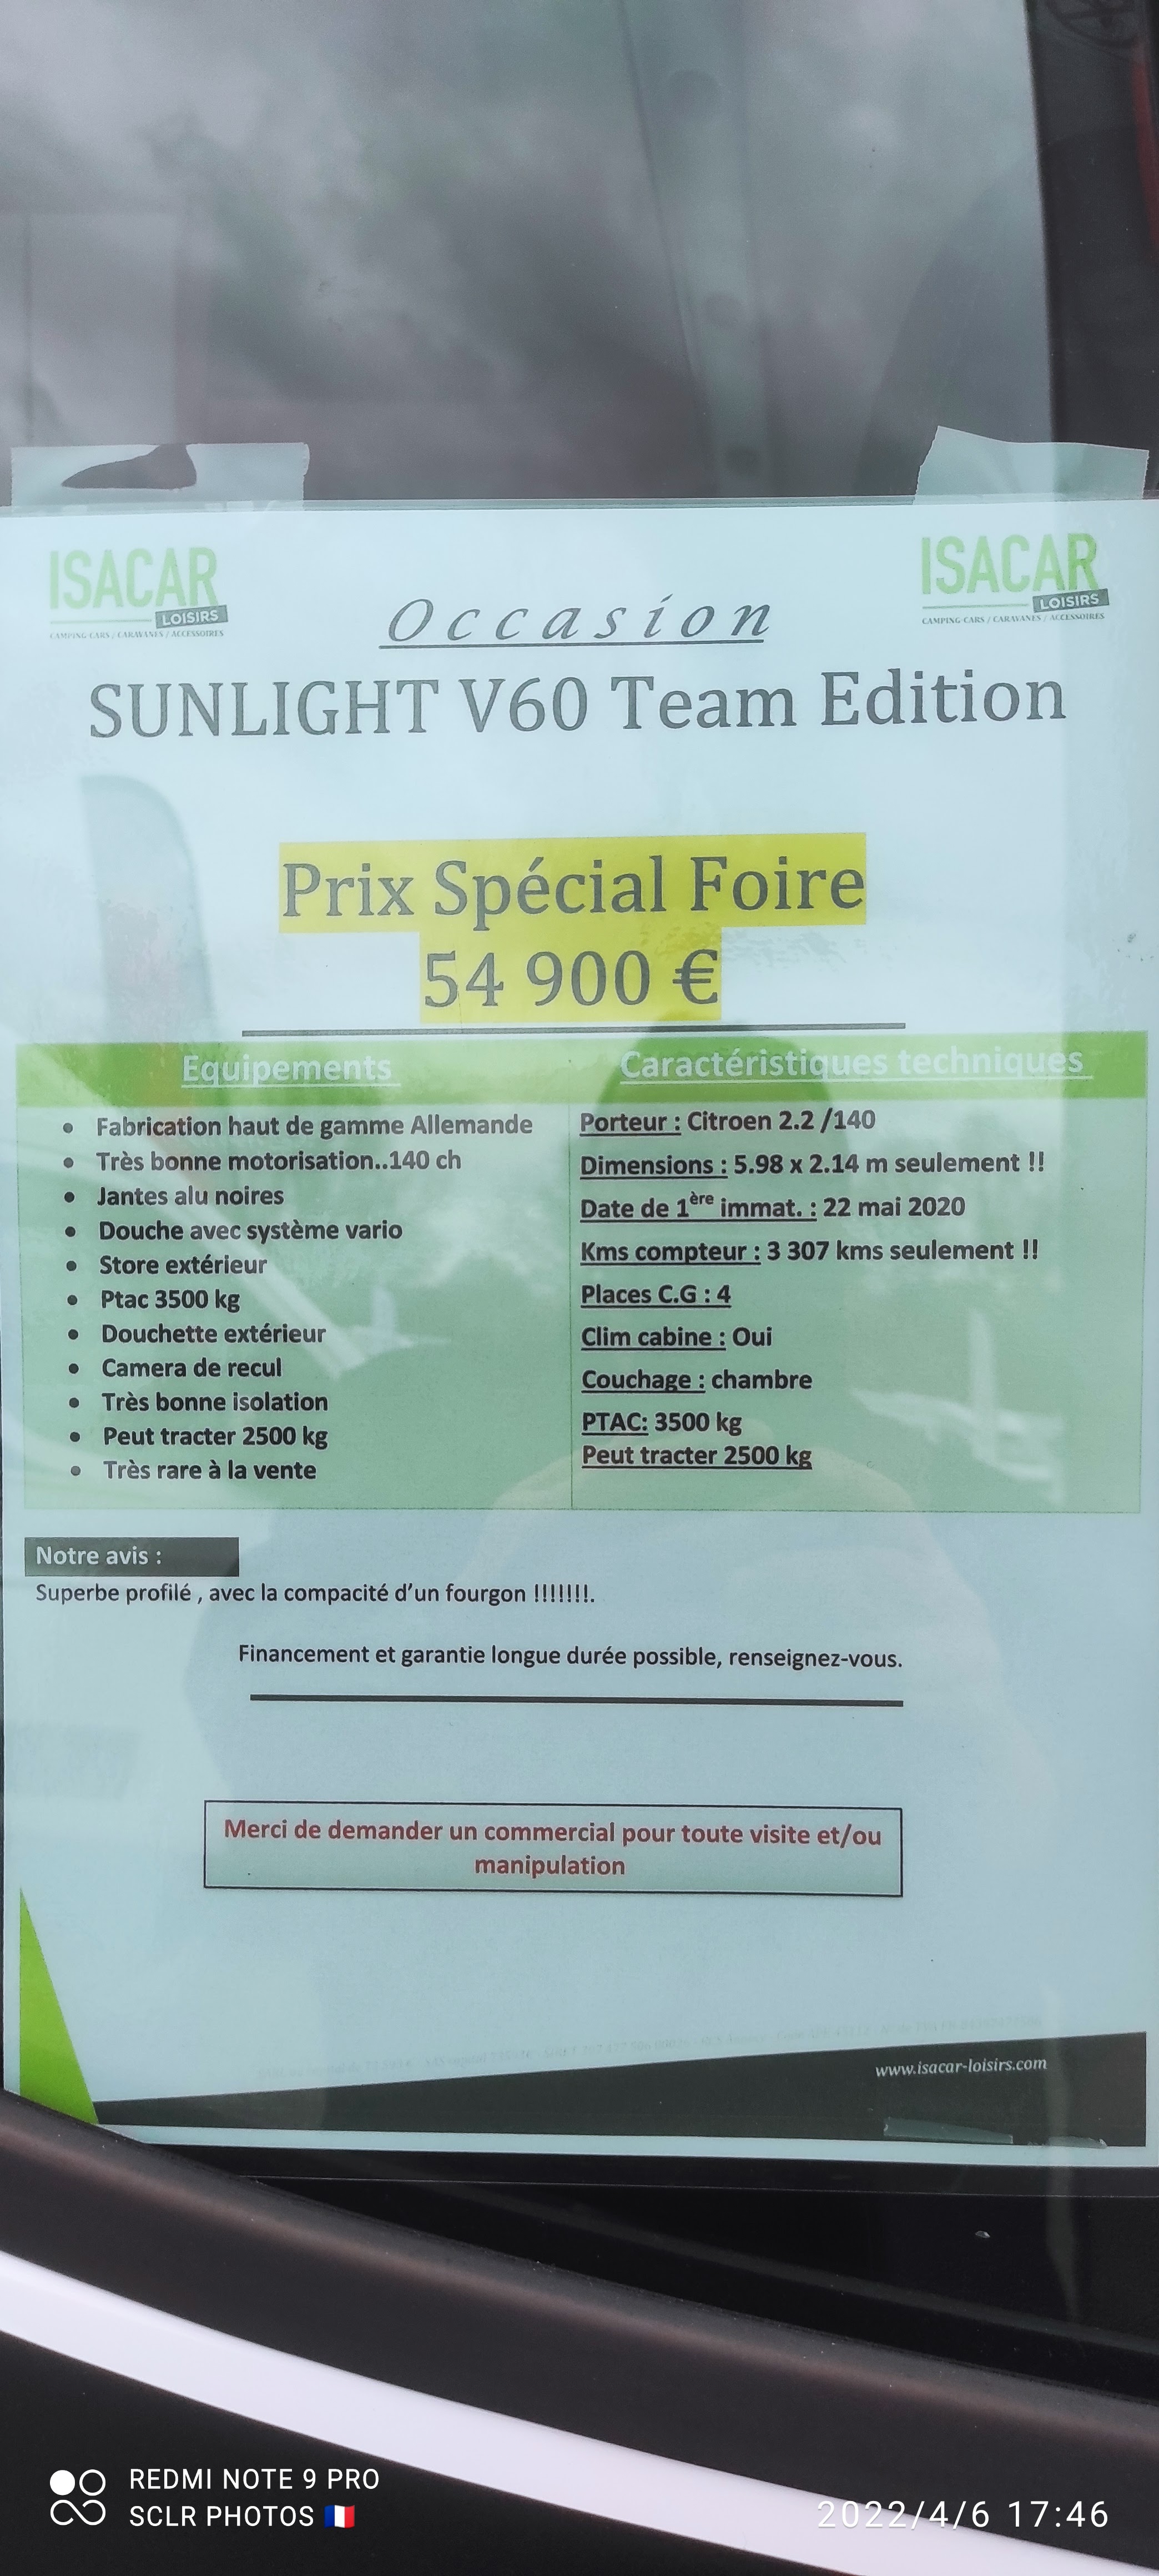 ISACAR
LOISIRS
CAMPING-CARS / CARAVANES / ACCESSOIRES
ISACAR
LOISIRS
CAMPING-CARS / CARAVANES / ACCESSOIRES
Occasion
SUNLIGHT V60 Team Edition
Prix Spécial Foire
54 900 €
Equipements
• Fabrication haut de gamme Allemande
• Très bonne motorisation..140 ch
• Jantes alu noires
• Douche avec système vario
• Store extérieur
• Ptac 3500 kg
• Douchette extérieur
• Camera de recul
• Très bonne isolation
• Peut tracter 2500 kg
• Très rare à la vente
Caractéristiques techniques
Porteur : Citroen 2.2 /140
Dimensions : 5.98 x 2.14 m seulement !!
Date de 1ère immat. : 22 mai 2020
Kms compteur : 3 307 kms seulement !!
Places C.G : 4
Clim cabine : Oui
Couchage : chambre
PTAC: 3500 kg
Peut tracter 2500 kg
Notre avis :
Superbe profilé , avec la compacité d'un fourgon !!!!!!!.
Financement et garantie longue durée possible, renseignez-vous.
Merci de demander un commercial pour toute visite et/ou
manipulation
www.isacar-loisirs.com
REDMI NOTE 9 PRO
SCLR PHOTOS 🇫🇷
2022/4/6 17:46